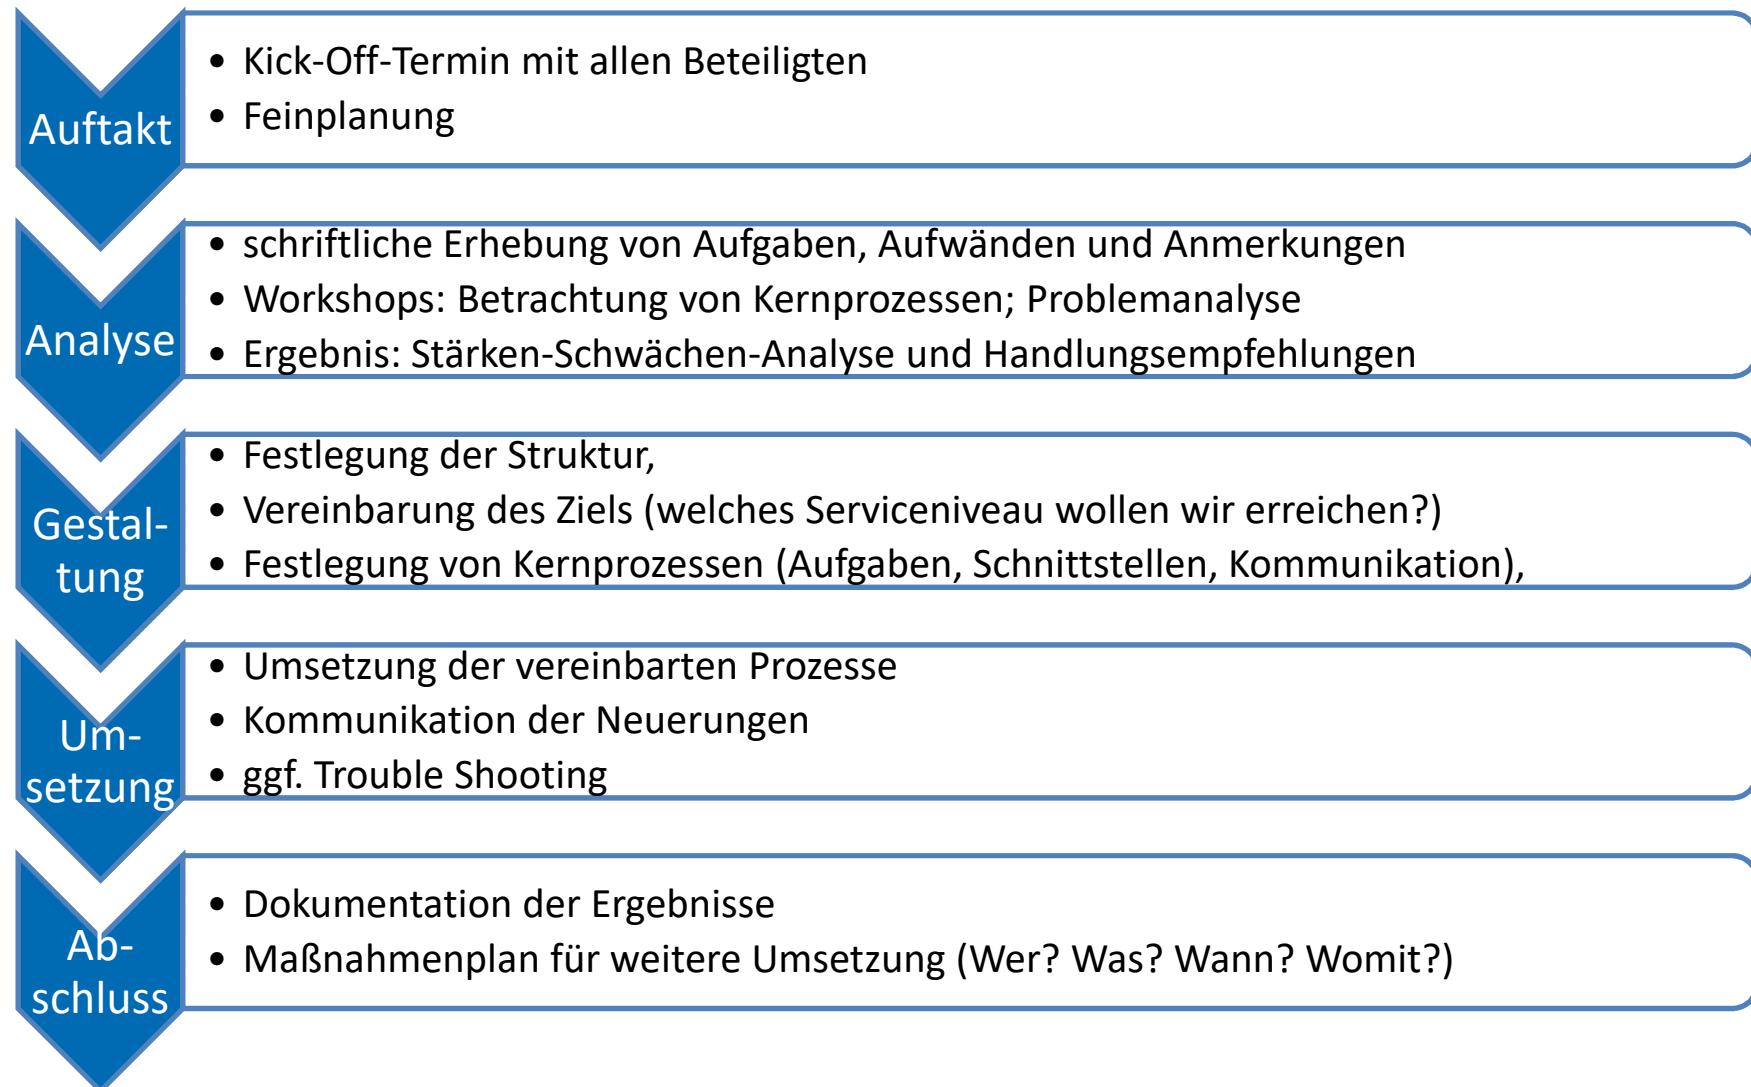 Auftakt
• Kick-Off-Termin mit allen Beteiligten
• Feinplanung
Analyse
• schriftliche Erhebung von Aufgaben, Aufwänden und Anmerkungen
• Workshops: Betrachtung von Kernprozessen; Problemanalyse
• Ergebnis: Stärken-Schwächen-Analyse und Handlungsempfehlungen
Gestal-
tung
• Festlegung der Struktur,
• Vereinbarung des Ziels (welches Serviceniveau wollen wir erreichen?)
• Festlegung von Kernprozessen (Aufgaben, Schnittstellen, Kommunikation),
Um-
setzung
• Umsetzung der vereinbarten Prozesse
• Kommunikation der Neuerungen
• ggf. Trouble Shooting
Ab-
schluss
• Dokumentation der Ergebnisse
• Maßnahmenplan für weitere Umsetzung (Wer? Was? Wann? Womit?)